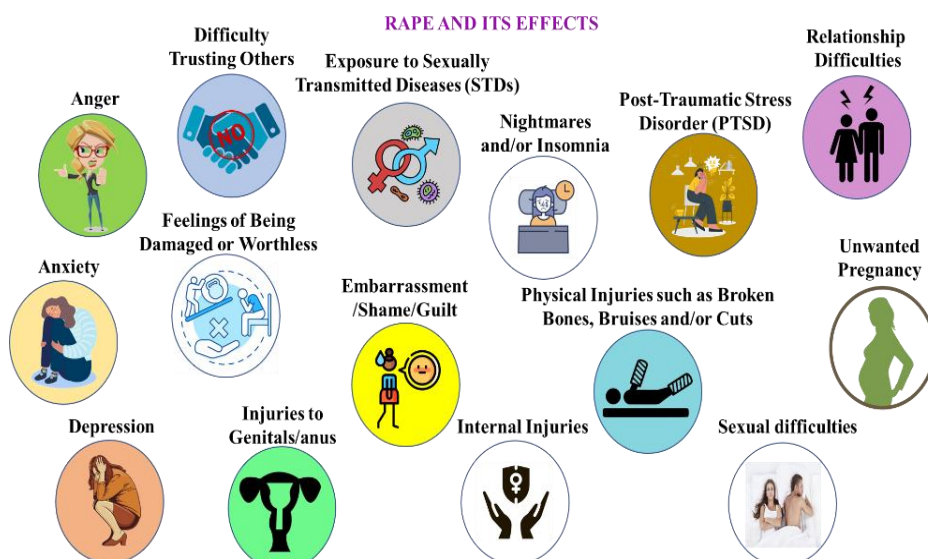 RAPE AND ITS EFFECTS
Difficulty
Trusting Others
Relationship
Difficulties
Exposure to Sexually
Transmitted Diseases (STDs)
Anger
Post-Traumatic Stress
Disorder (PTSD)
Nightmares
and/or Insomnia
NO
Feelings of Being
Damaged or Worthless
Unwanted
Pregnancy
Anxiety
Embarrassment
/Shame/Guilt
Physical Injuries such as Broken
Bones, Bruises and/or Cuts
Depression
Injuries to
Genitals/anus
Internal Injuries
Sexual difficulties